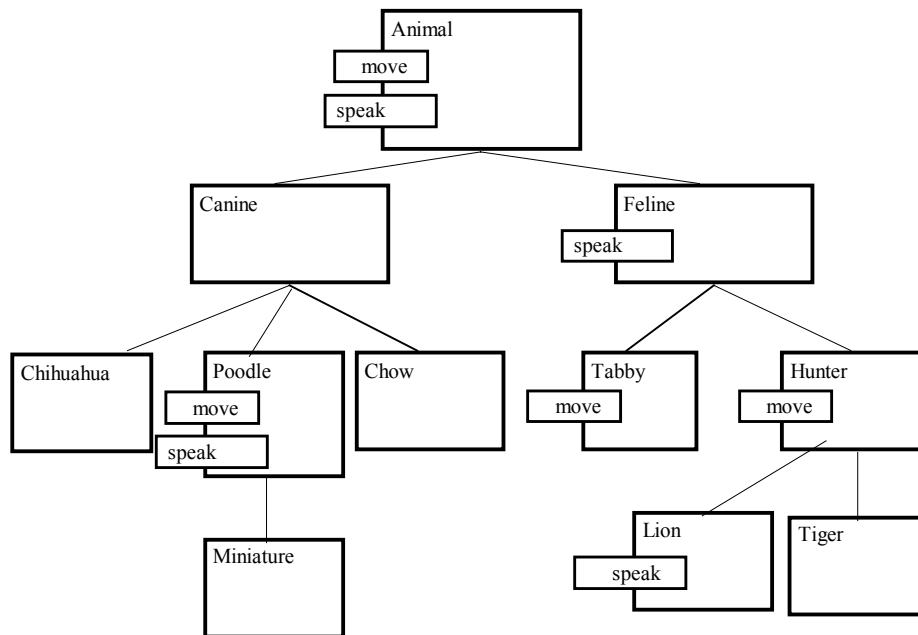 Animal
move
speak
Canine
Feline
speak
Chihuahua
Poodle
Chow
Tabby
Hunter
move
move
move
speak
Lion
Tiger
Miniature
speak